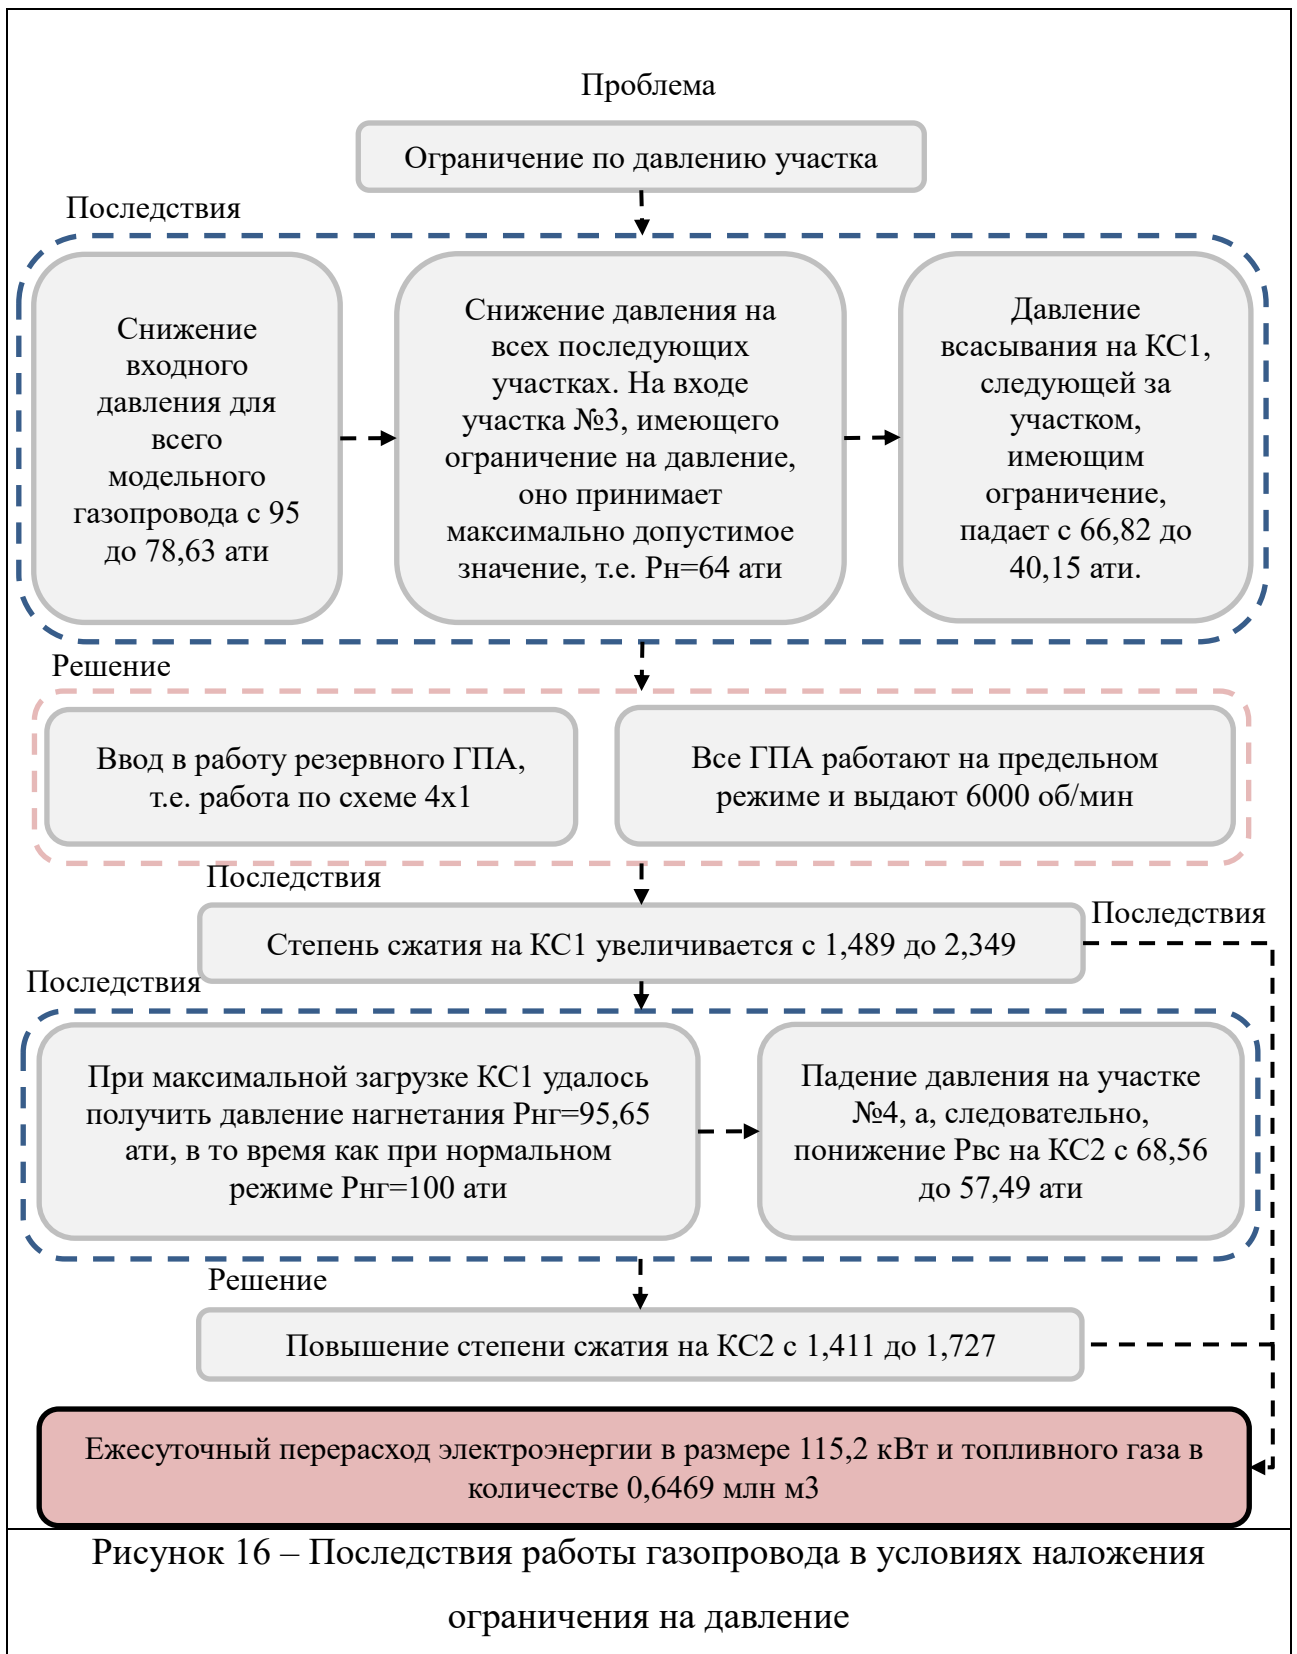 Проблема
Ограничение по давлению участка
Последствия
Снижение
входного
давления для
всего
модельного
газопровода с 95
до 78,63 ати
Снижение давления на
всех последующих
участках. На входе
участка №3, имеющего
ограничение на давление,
оно принимает
максимально допустимое
значение, т.е. Рн=64 ати
Давление
всасывания на КС1,
следующей за
участком,
имеющим
ограничение,
падает с 66,82 до
40,15 ати.
Решение
Ввод в работу резервного ГПА,
т.е. работа по схеме 4х1
Все ГПА работают на предельном
режиме и выдают 6000 об/мин
Последствия
Степень сжатия на КС1 увеличивается с 1,489 до 2,349
Последствия
Последствия
При максимальной загрузке КС1 удалось
получить давление нагнетания Рнг=95,65
ати, в то время как при нормальном
режиме Рнг=100 ати
Падение давления на участке
№4, а, следовательно,
понижение Рвс на КС2 с 68,56
до 57,49 ати
Решение
Повышение степени сжатия на КС2 с 1,411 до 1,727
Ежесуточный перерасход электроэнергии в размере 115,2 кВт и топливного газа в
количестве 0,6469 млн м3
Рисунок 16 – Последствия работы газопровода в условиях наложения
ограничения на давление